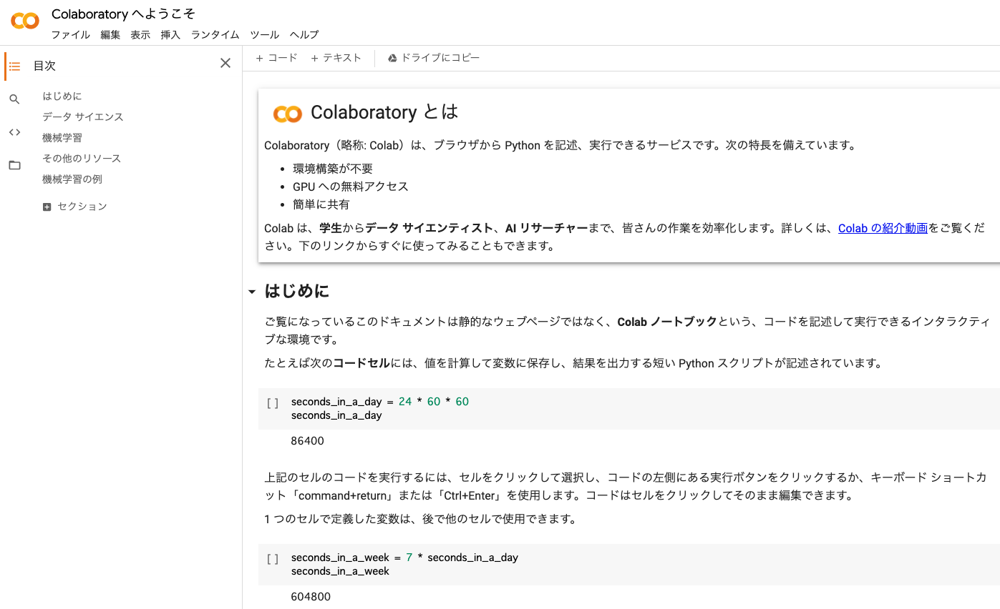 Colaboratory へようこそ
ファイル 編集 表示 挿入 ランタイム ツール ヘルプ
目次
はじめに
データ サイエンス
機械学習
その他のリソース
機械学習の例
セクション
+ コード + テキスト ドライブにコピー
Colaboratory とは
Colaboratory（略称: Colab）は、ブラウザから Python を記述、実行できるサービスです。次の特長を備えています。
• 環境構築が不要
• GPU への無料アクセス
• 簡単に共有
Colab は、学生からデータ サイエンティスト、AI リサーチャーまで、皆さんの作業を効率化します。詳しくは、Colab の紹介動画をご覧くだ
さい。下のリンクからすぐに使ってみることもできます。
はじめに
ご覧になっているこのドキュメントは静的なウェブページではなく、Colab ノートブックという、コードを記述して実行できるインタラクティ
ブな環境です。
たとえば次のコードセルには、値を計算して変数に保存し、結果を出力する短い Python スクリプトが記述されています。
[ ] seconds_in_a_day = 24 * 60 * 60
seconds_in_a_day
86400
上記のセルのコードを実行するには、セルをクリックして選択し、コードの左側にある実行ボタンをクリックするか、キーボード ショートカ
ット「command+return」または「Ctrl+Enter」を使用します。コードはセルをクリックしてそのまま編集できます。
1 つのセルで定義した変数は、後で他のセルで使用できます。
[ ] seconds_in_a_week = 7 * seconds_in_a_day
seconds_in_a_week
604800